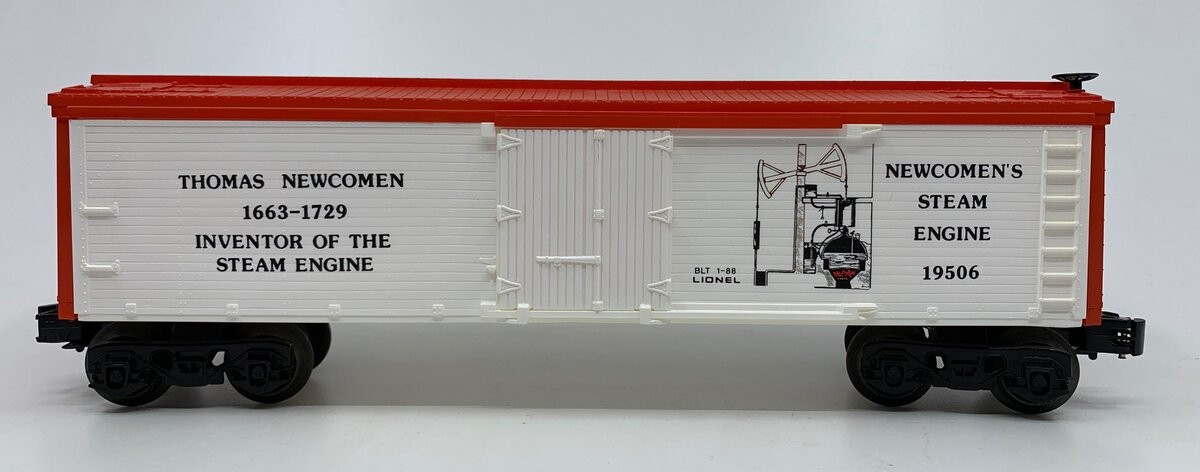 THOMAS NEWCOMEN
1663-1729
INVENTOR OF THE
STEAM ENGINE
BLT 1-88
LIONEL
NEWCOMEN'S
STEAM
ENGINE
19506